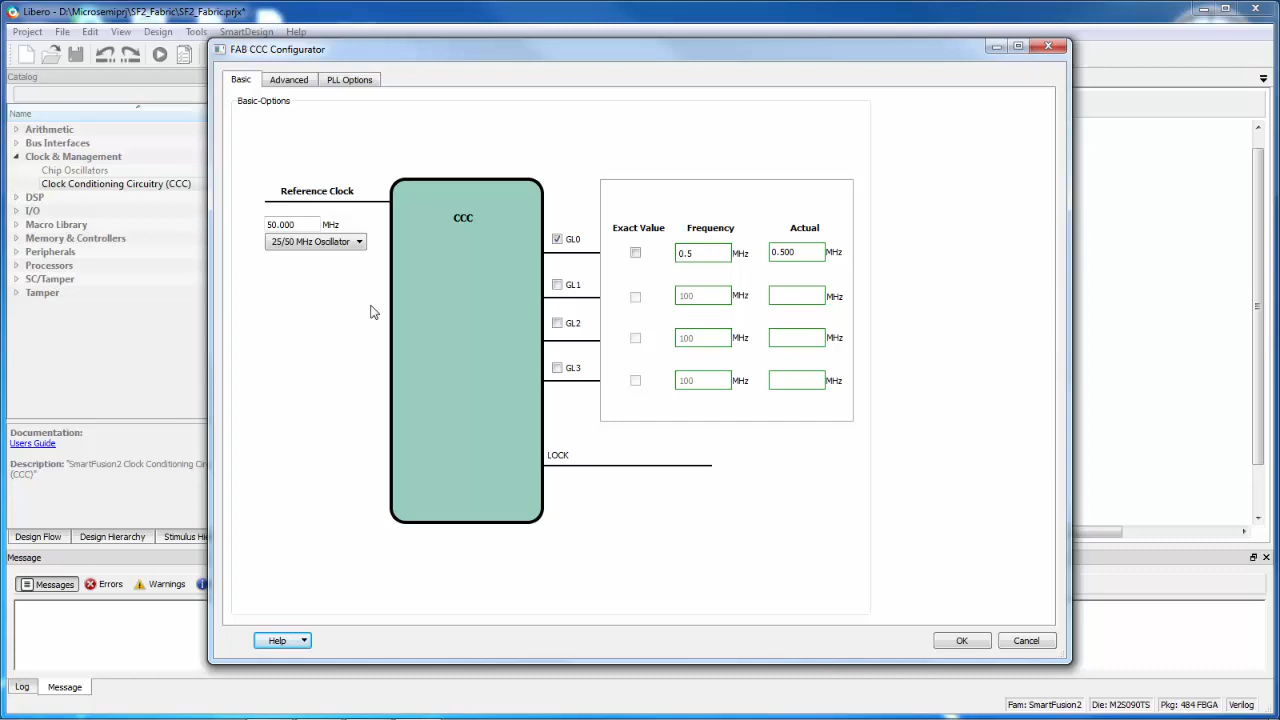 Libero - D:\Microsemiprj\SF2_Fabric\SF2_Fabric.prjx*
Project File Edit View Design Tools SmartDesign Help
FAB CCC Configurator
Catalog
Name
Arithmetic
Bus Interfaces
Clock & Management
Chip Oscillators
Clock Conditioning Circuitry (CCC)
DSP
I/O
Macro Library
Memory & Controllers
Peripherals
Processors
SC/Tamper
Tamper
Documentation:
Users Guide
Description: "SmartFusion2 Clock Conditioning Cir
(CCC)"
Design Flow Design Hierarchy Stimulus Hie
Basic Advanced PLL Options
Basic-Options
Reference Clock
50.000 MHz
25/50 MHz Oscillator
CCC
GL0
GL1
GL2
GL3
LOCK
Exact Value Frequency Actual
0.5 MHz 0.500 MHz
100 MHz MHz
100 MHz MHz
100 MHz MHz
Help OK Cancel
Message
Messages Errors Warnings
Log Message
Fam: SmartFusion2 Die: M2S090TS Pkg: 484 FBGA Verilog